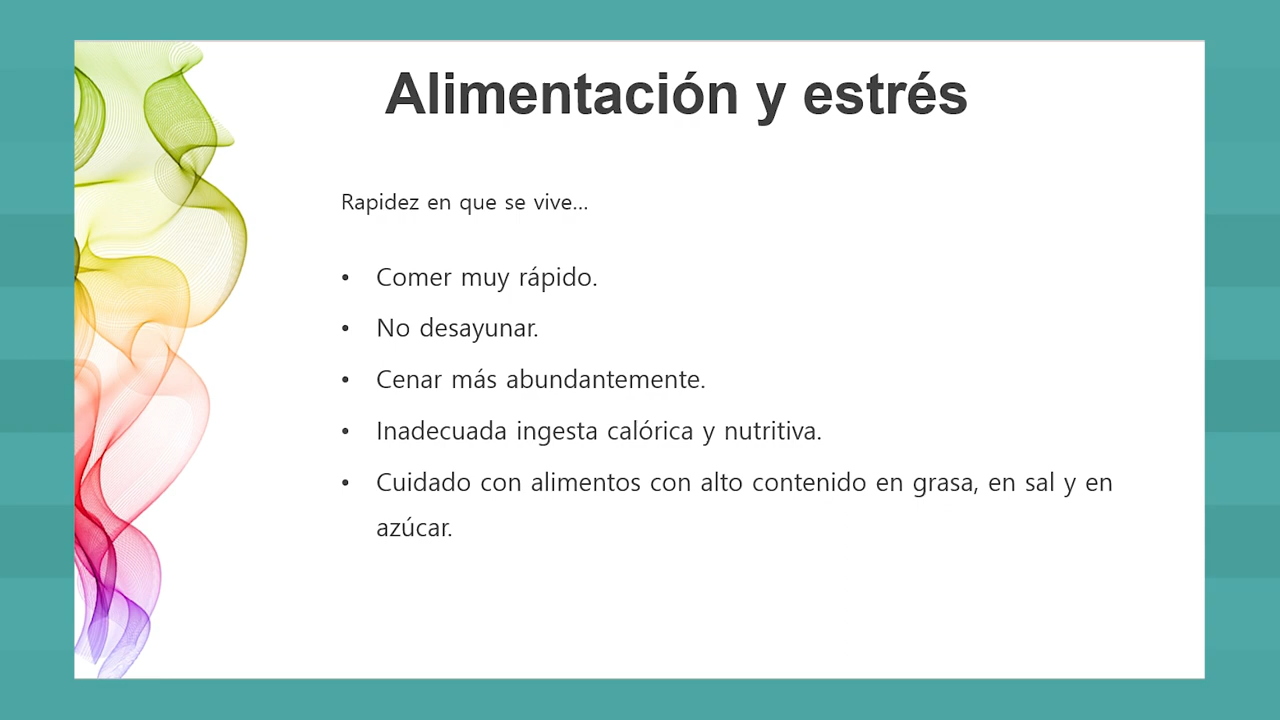 Alimentación y estrés
Rapidez en que se vive...
• Comer muy rápido.
• No desayunar.
• Cenar más abundantemente.
• Inadecuada ingesta calórica y nutritiva.
• Cuidado con alimentos con alto contenido en grasa, en sal y en
azúcar.